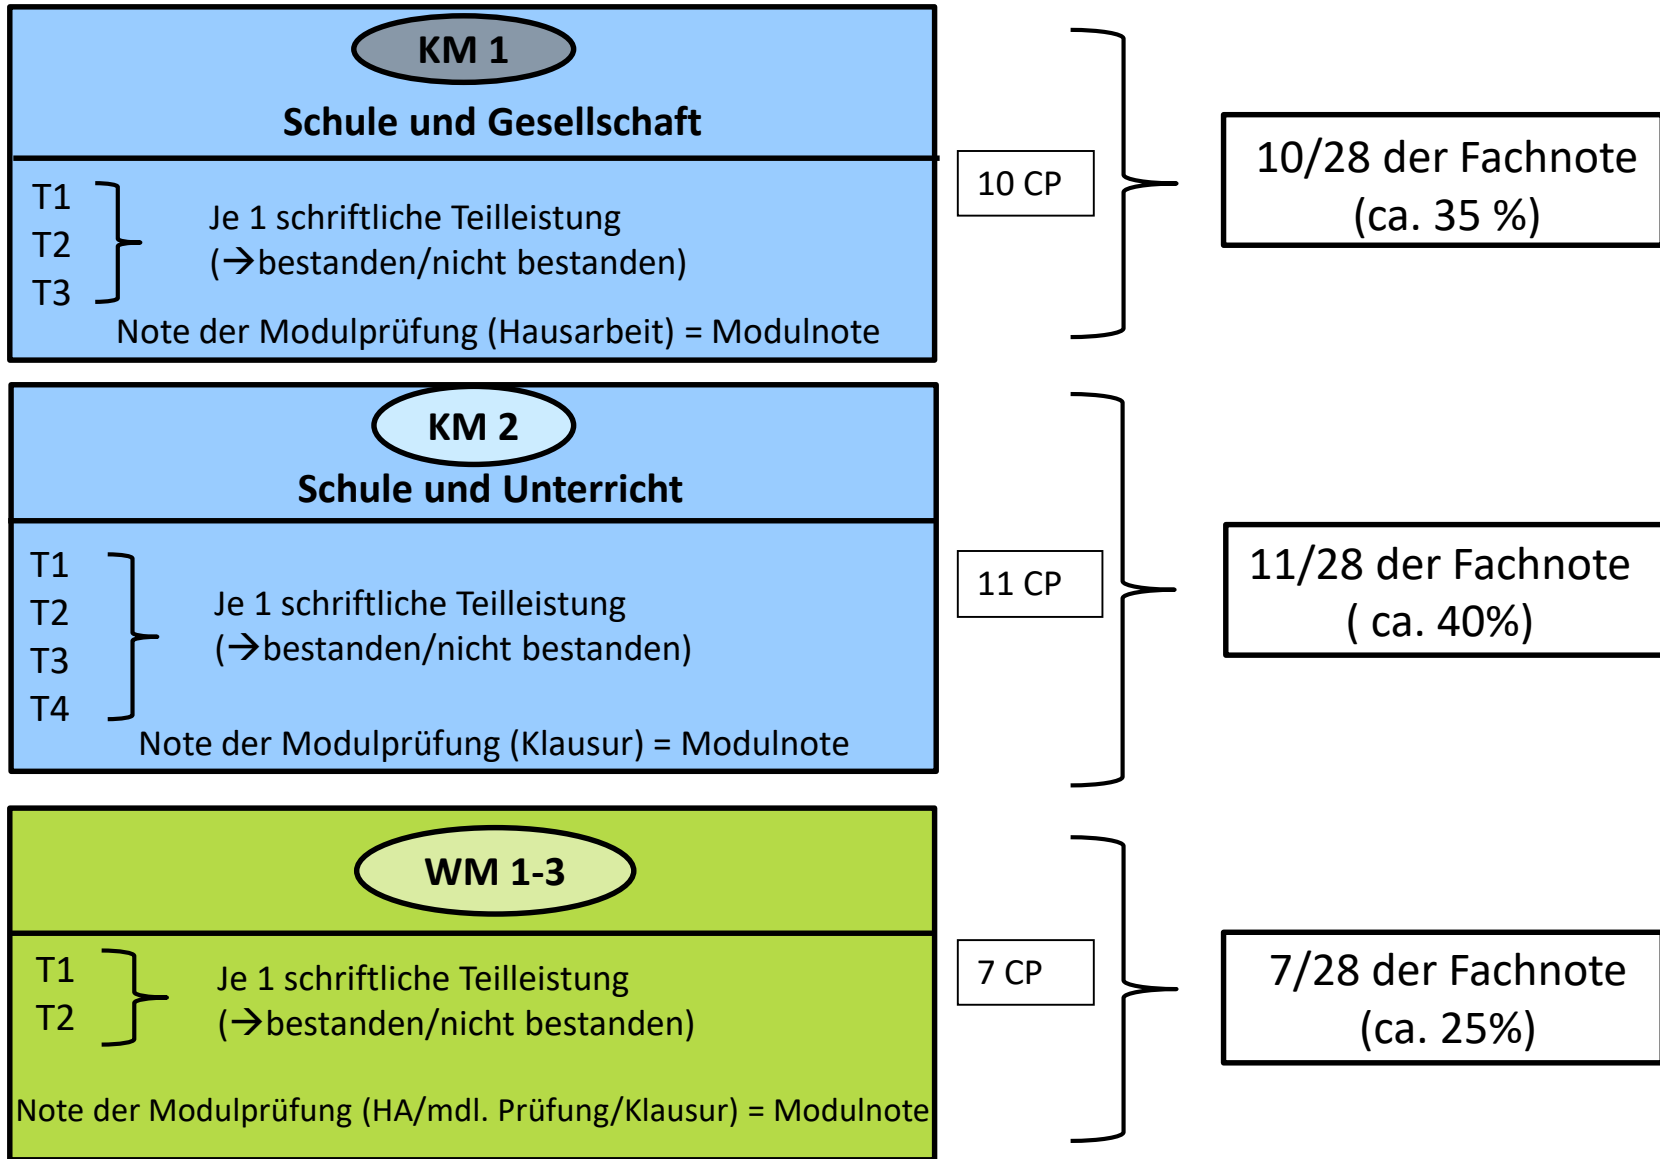 KM 1
Schule und Gesellschaft
T1
T2
T3
Je 1 schriftliche Teilleistung
(→bestanden/nicht bestanden)
Note der Modulprüfung (Hausarbeit) = Modulnote
10 CP
10/28 der Fachnote
(ca. 35 %)
KM 2
Schule und Unterricht
T1
T2
T3
T4
Je 1 schriftliche Teilleistung
(→bestanden/nicht bestanden)
Note der Modulprüfung (Klausur) = Modulnote
11 CP
11/28 der Fachnote
( ca. 40%)
WM 1-3
T1
T2
Je 1 schriftliche Teilleistung
(→bestanden/nicht bestanden)
Note der Modulprüfung (HA/mdl. Prüfung/Klausur) = Modulnote
7 CP
7/28 der Fachnote
(ca. 25%)